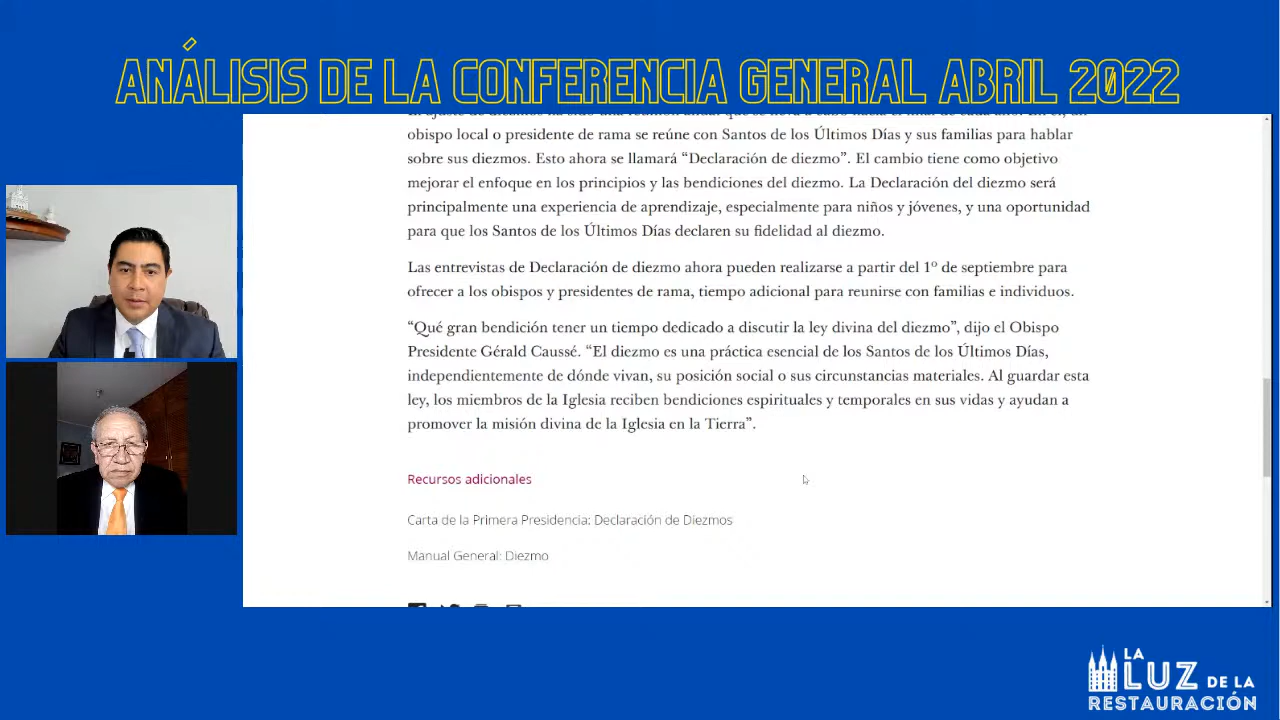 ANÁLISIS DE LA CONFERENCIA GENERAL ABRIL 2022
obispo local o presidente de rama se reúne con Santos de los Últimos Días y sus familias para hablar
sobre sus diezmos. Esto ahora se llamará “Declaración de diezmo”. El cambio tiene como objetivo
mejorar el enfoque en los principios y las bendiciones del diezmo. La Declaración del diezmo será
principalmente una experiencia de aprendizaje, especialmente para niños y jóvenes, y una oportunidad
para que los Santos de los Últimos Días declaren su fidelidad al diezmo.
Las entrevistas de Declaración de diezmo ahora pueden realizarse a partir del 1º de septiembre para
ofrecer a los obispos y presidentes de rama, tiempo adicional para reunirse con familias e individuos.
“Qué gran bendición tener un tiempo dedicado a discutir la ley divina del diezmo”, dijo el Obispo
Presidente Gérald Caussé. “El diezmo es una práctica esencial de los Santos de los Últimos Días,
independientemente de dónde vivan, su posición social o sus circunstancias materiales. Al guardar esta
ley, los miembros de la Iglesia reciben bendiciones espirituales y temporales en sus vidas y ayudan a
promover la misión divina de la Iglesia en la Tierra”.
Recursos adicionales
Carta de la Primera Presidencia: Declaración de Diezmos
Manual General: Diezmo
LA
LUZ DE LA
RESTAURACIÓN